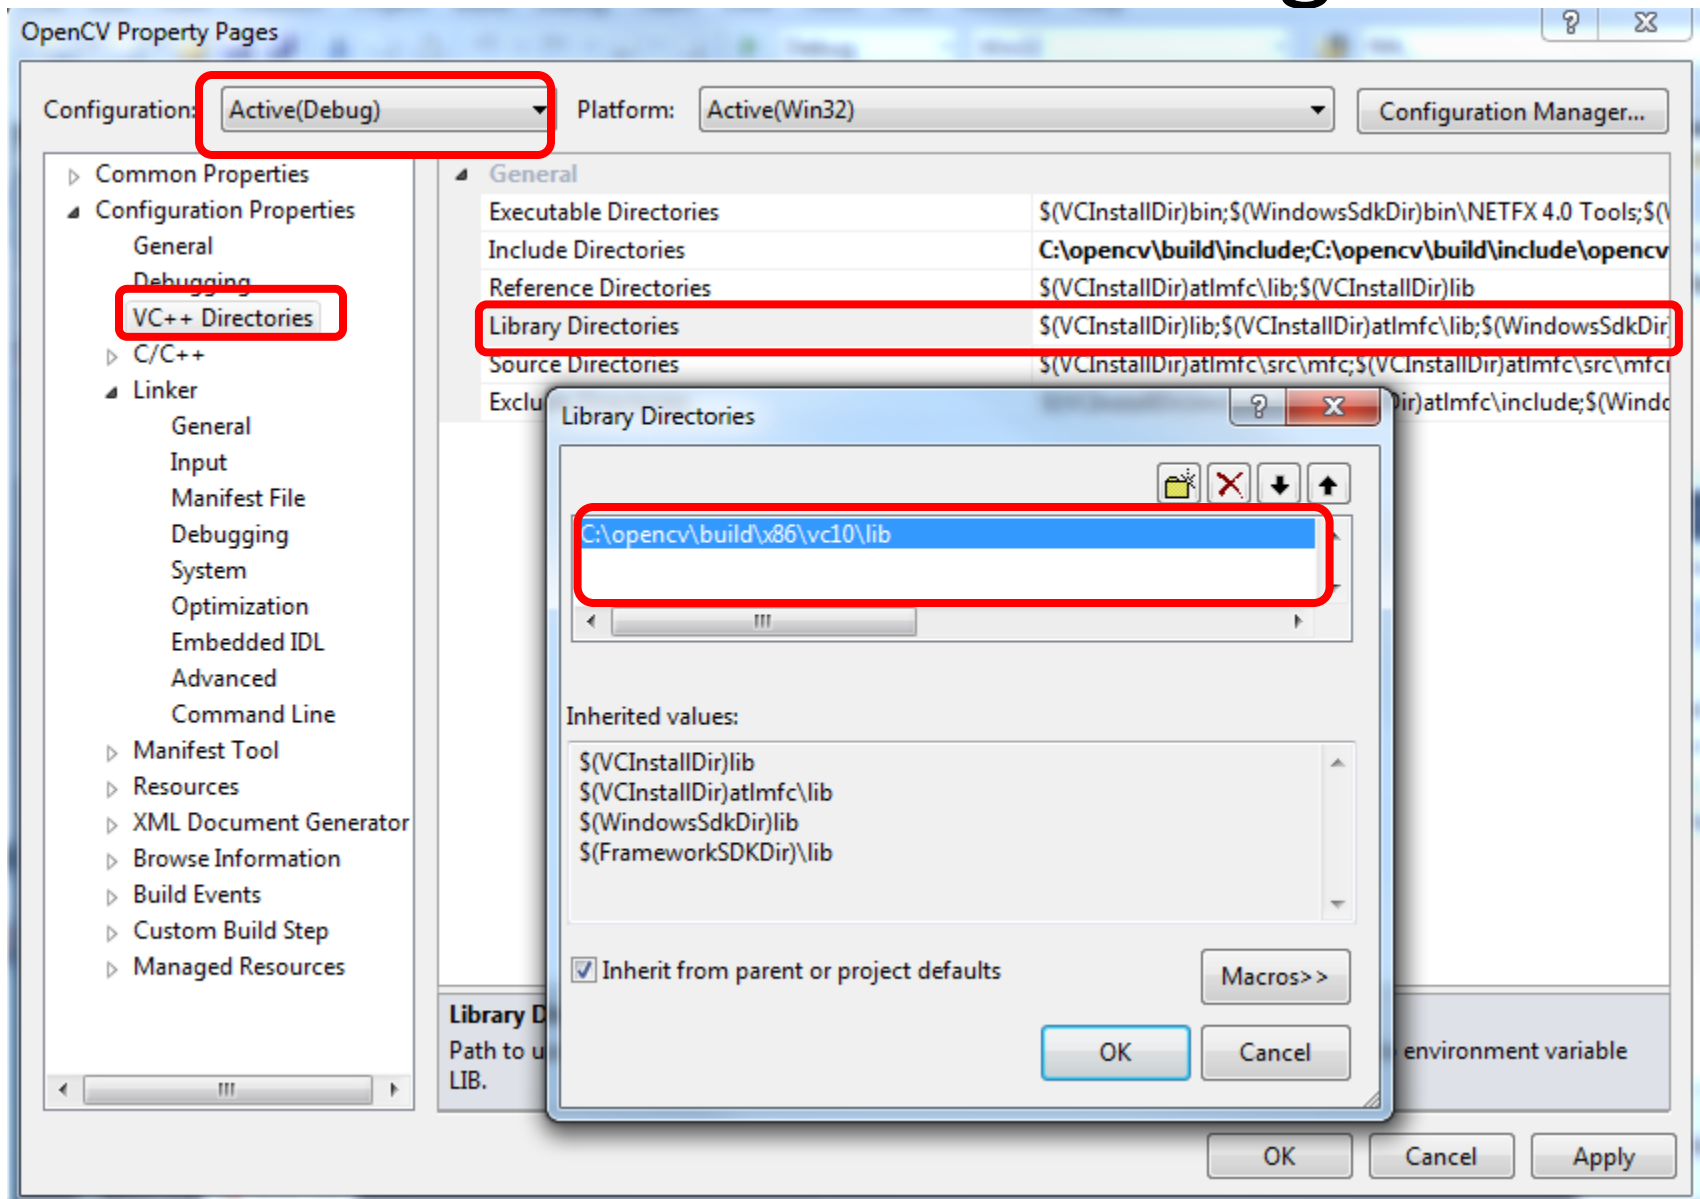 OpenCV Property Pages
Configuration: Active(Debug) Platform: Active(Win32) Configuration Manager...
Common Properties
Configuration Properties
General
Debugging
VC++ Directories
C/C++
Linker
General
Input
Manifest File
Debugging
System
Optimization
Embedded IDL
Advanced
Command Line
Manifest Tool
Resources
XML Document Generator
Browse Information
Build Events
Custom Build Step
Managed Resources
General
Executable Directories $(VCInstallDir)bin;$(WindowsSdkDir)bin\NETFX 4.0 Tools;$(
Include Directories C:\opencv\build\include;C:\opencv\build\include\opencv
Reference Directories $(VCInstallDir)atlmfc\lib;$(VCInstallDir)lib
Library Directories $(VCInstallDir)lib;$(VCInstallDir)atlmfc\lib;$(WindowsSdkDir
Source Directories $(VCInstallDir)atlmfc\src\mfc;$(VCInstallDir)atlmfc\src\mfc
Exclu Dir)atlmfc\include;$(Windo
Library Directories
C:\opencv\build\x86\vc10\lib
Inherited values:
$(VCInstallDir)lib
$(VCInstallDir)atlmfc\lib
$(WindowsSdkDir)lib
$(FrameworkSDKDir)\lib
Inherit from parent or project defaults
Macros>>
OK Cancel
Library D
Path to u environment variable
LIB.
OK Cancel Apply